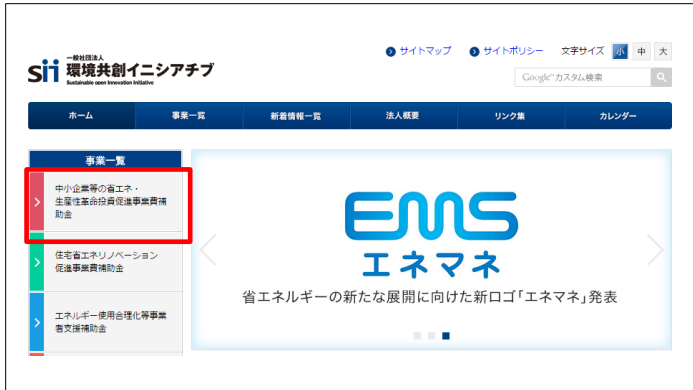 サイトマップ サイトポリシー 文字サイズ 小 中 大
sii 一般社団法人
環境共創イニシアチブ
Sustainable open Innovation Initiative
Google カスタム検索
ホーム 事業一覧 新着情報一覧 法人概要 リンク集 カレンダー
事業一覧
中小企業等の省エネ・
生産性革命投資促進事業費補
助金
住宅省エネリノベーション
促進事業費補助金
エネルギー使用合理化等事業
者支援補助金
EMS
エネマネ
省エネルギーの新たな展開に向けた新ロゴ「エネマネ」発表